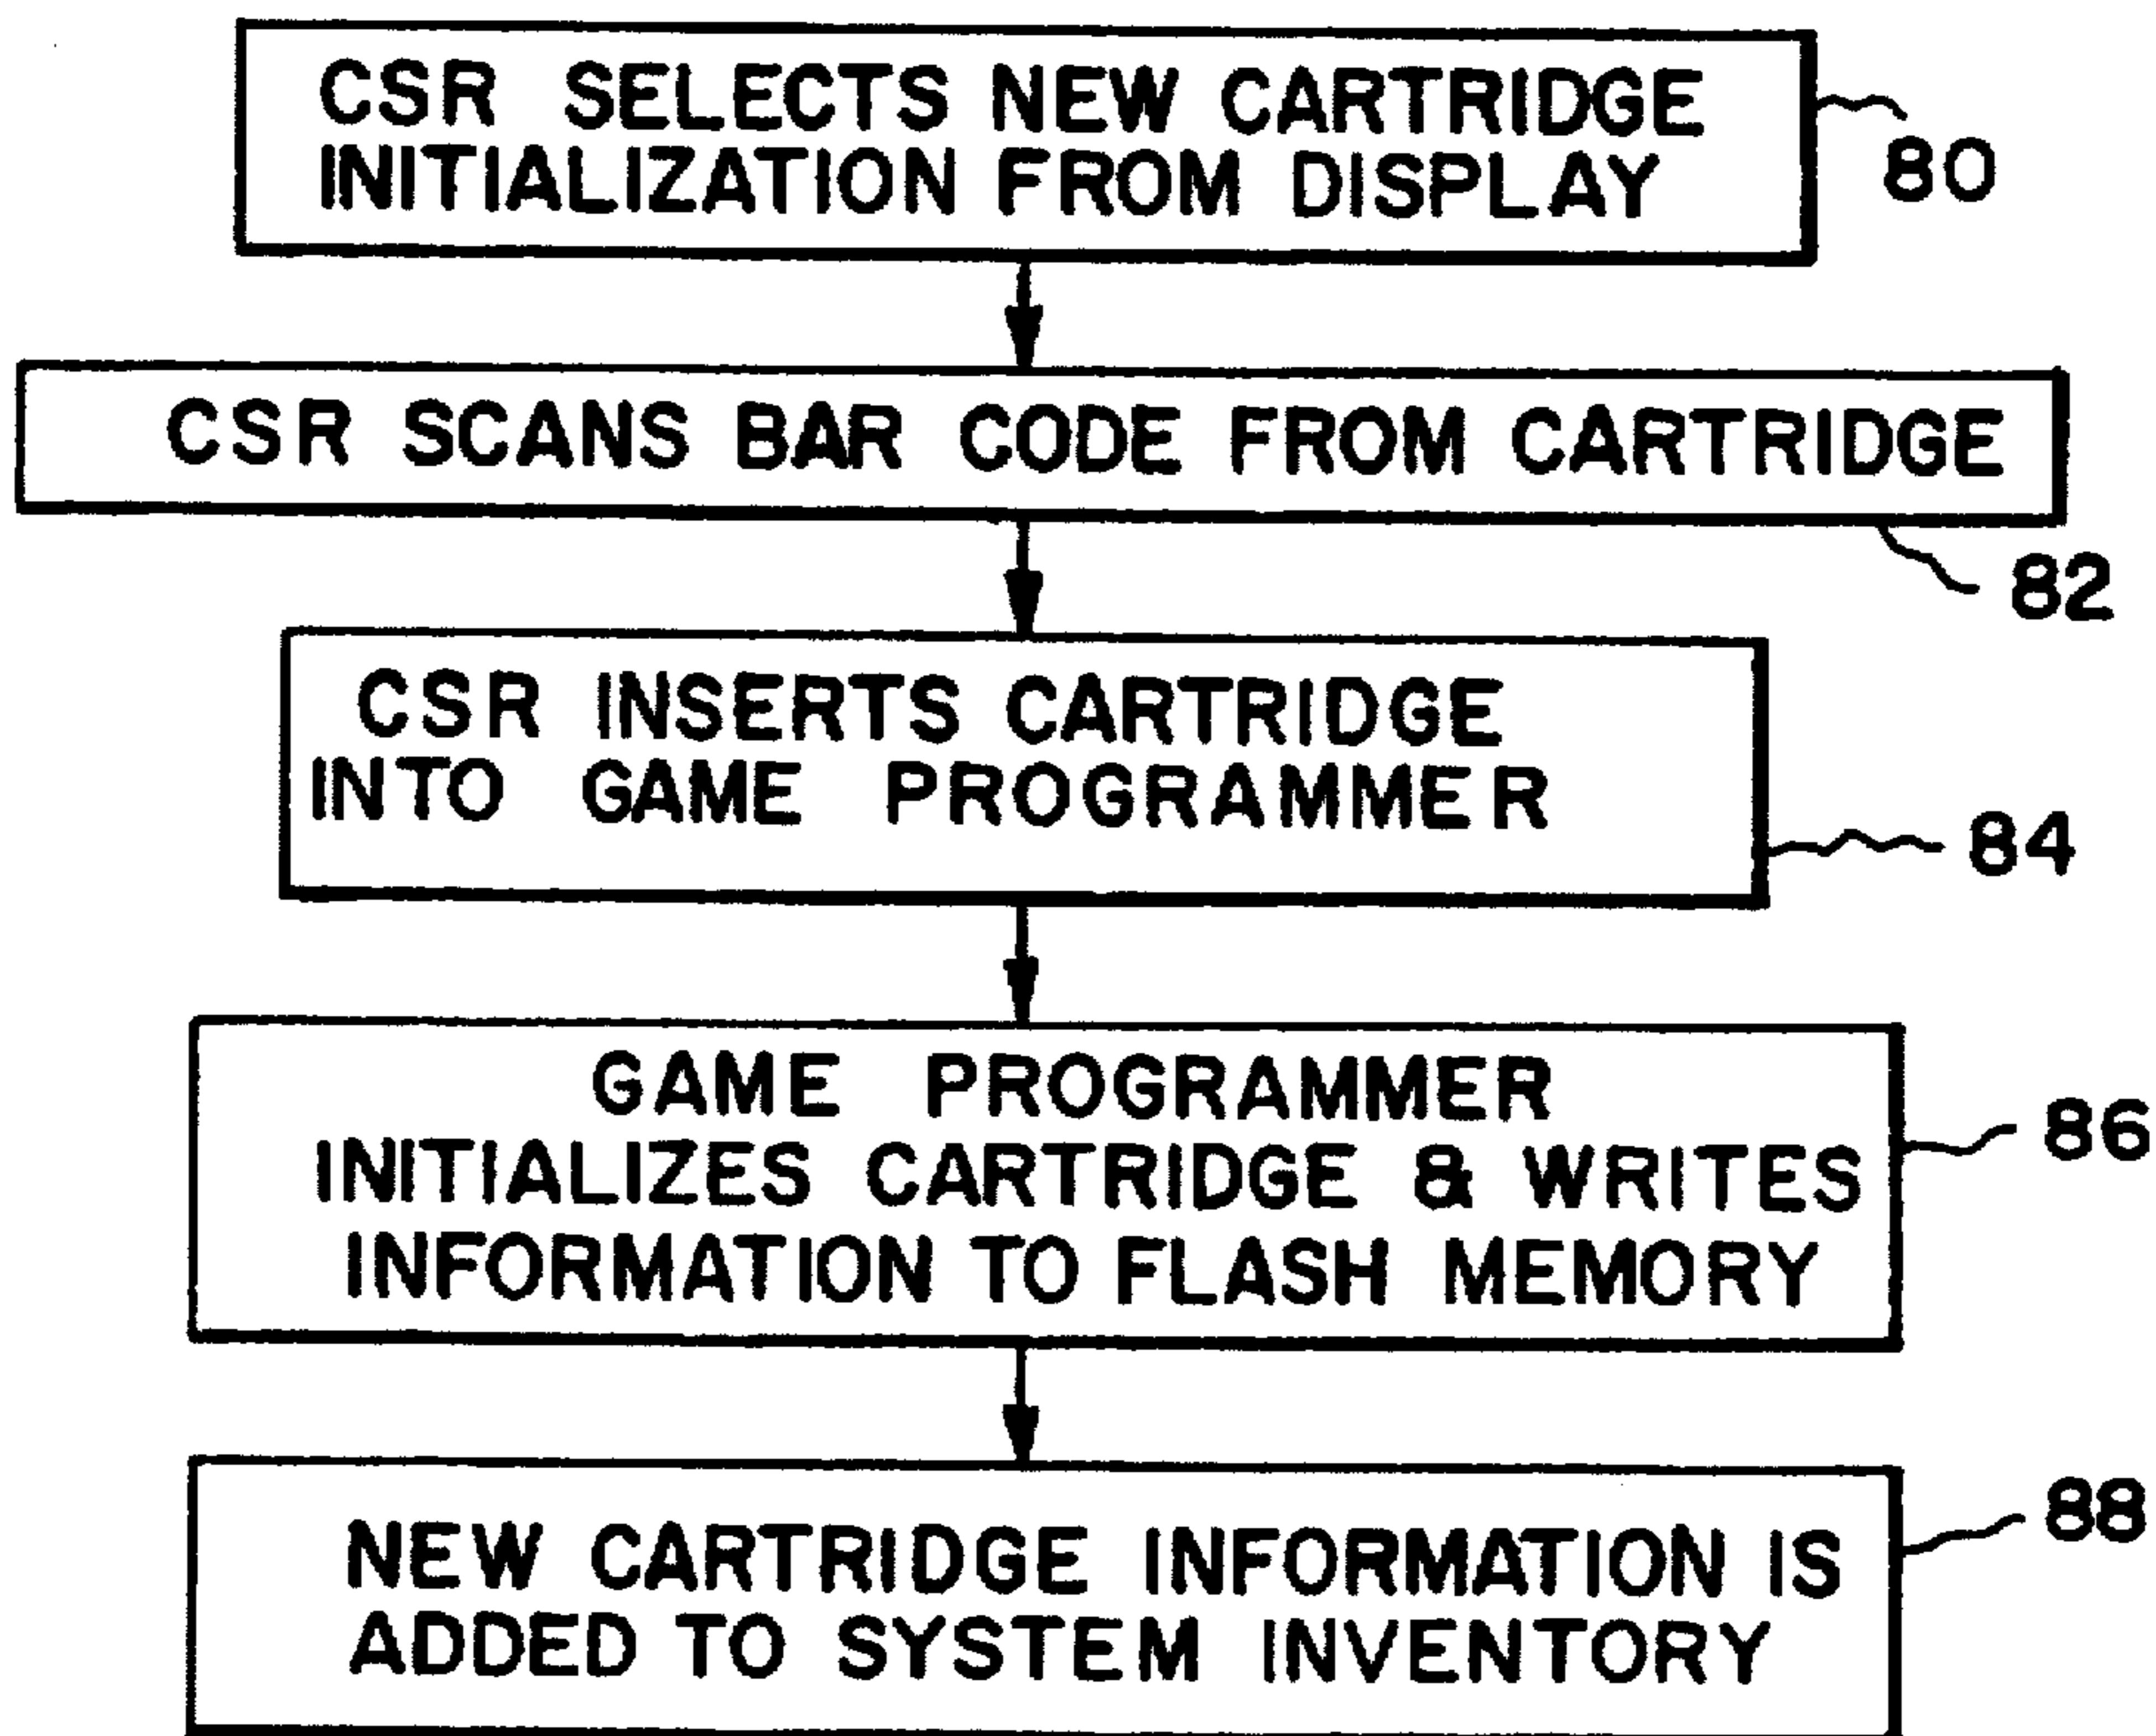 CSR SELECTS NEW CARTRIDGE
INITIALIZATION FROM DISPLAY
80
CSR SCANS BAR CODE FROM CARTRIDGE
82
CSR INSERTS CARTRIDGE
INTO GAME PROGRAMMER
84
GAME PROGRAMMER
INITIALIZES CARTRIDGE & WRITES
INFORMATION TO FLASH MEMORY
86
NEW CARTRIDGE INFORMATION IS
ADDED TO SYSTEM INVENTORY
88